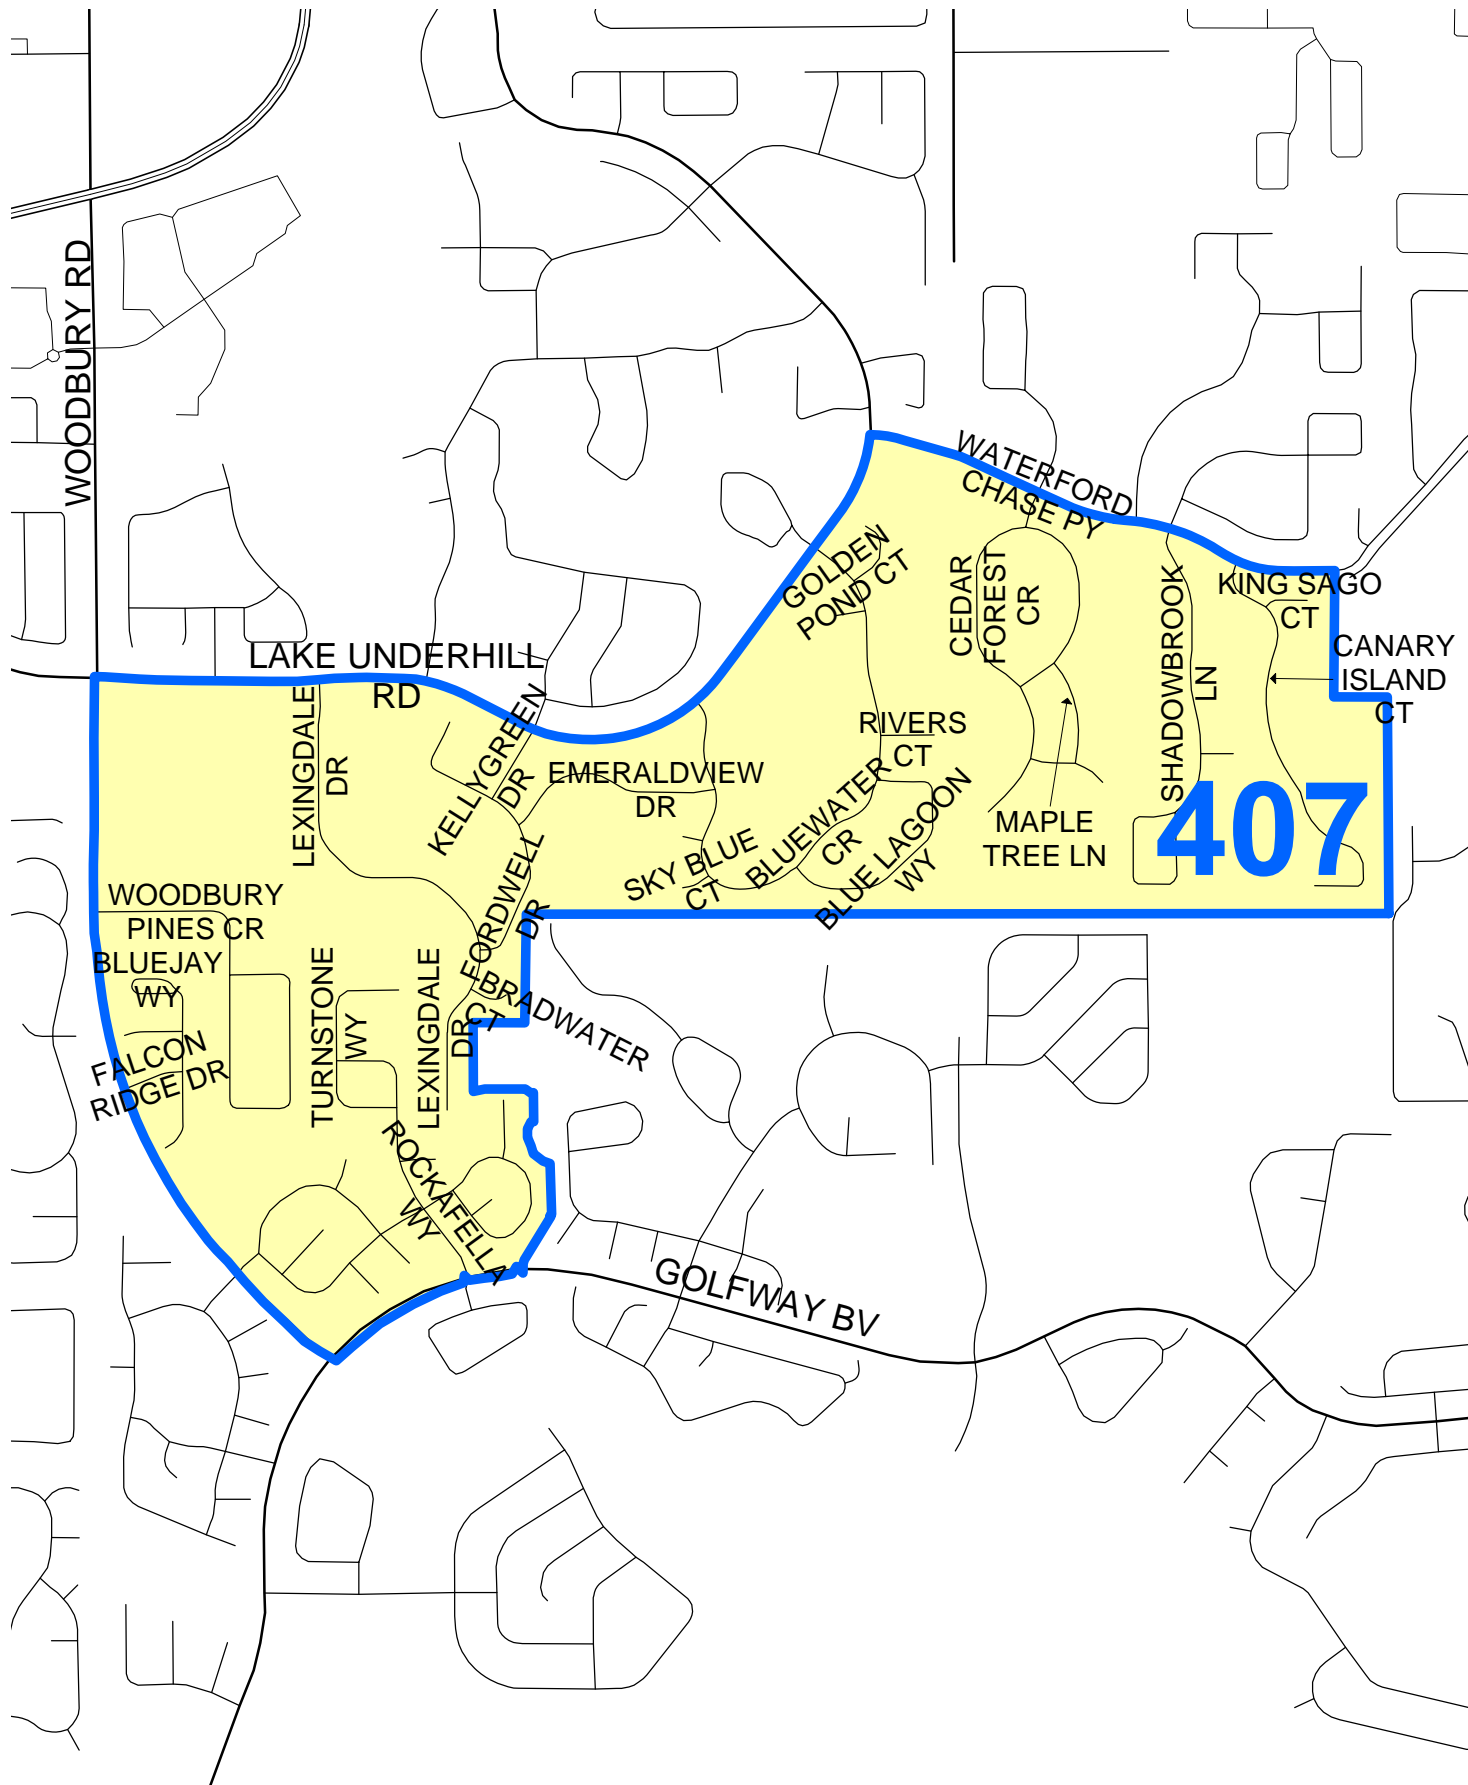 WOODBURY RD
WATERFORD
CHASE PY
GOLDEN
POND CT
CEDAR
FOREST
CR
SHADOWBROOK
LN
KING SAGO
CT
CANARY
ISLAND
CT
LAKE UNDERHILL
RD
LEXINGDALE
DR
KELLYGREEN
DR
EMERALDVIEW
DR
RIVERS
CT
BLUEWATER
CR
BLUE LAGOON
WY
SKY BLUE
CT
MAPLE
TREE LN
407
FORDWELL
DR
WOODBURY
PINES CR
BLUEJAY
WY
FALCON
RIDGE DR
TURNSTONE
WY
LEXINGDALE
DR
BRADWATER
CT
ROCKAFELLA
WY
GOLFWAY BV